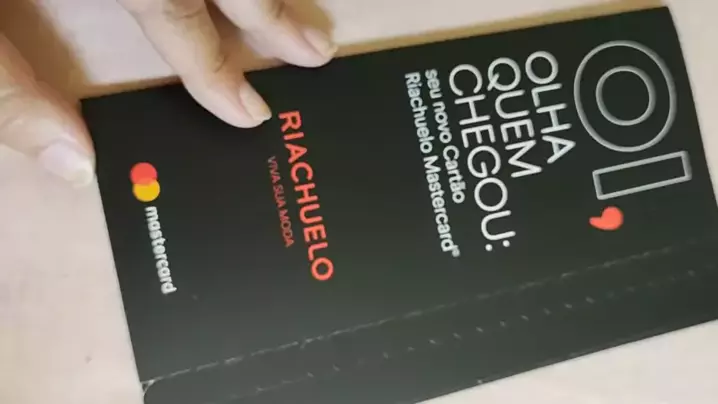 OI,
OLHA
QUEM
CHEGOU:
seu novo Cartão
Riachuelo Mastercard®
RIACHUELO
VIVA SUA MODA
mastercard